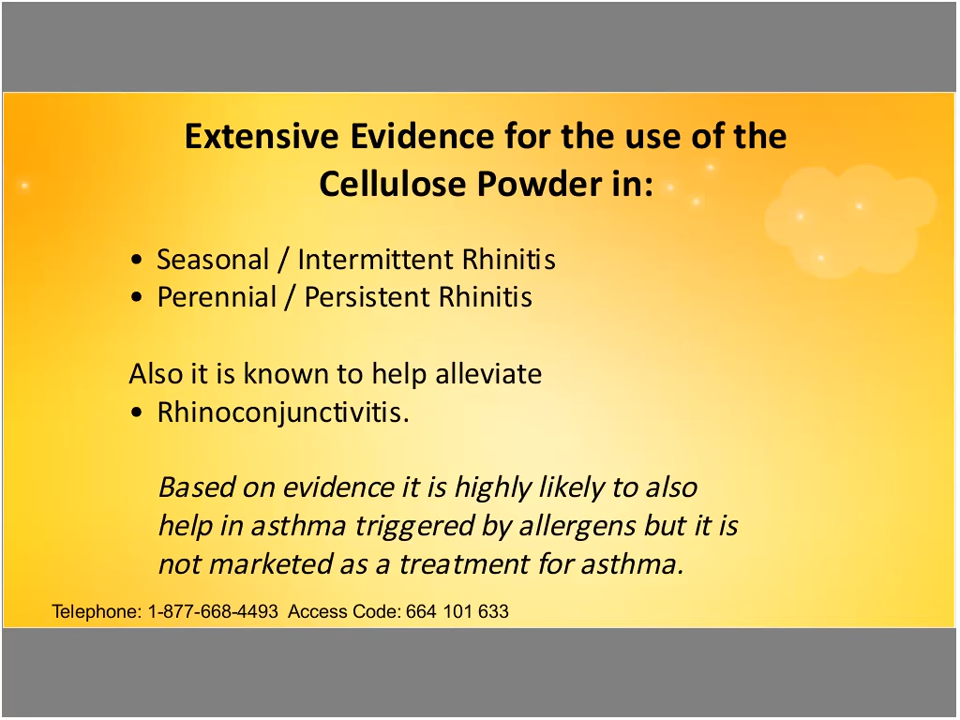 Extensive Evidence for the use of the
Cellulose Powder in:
• Seasonal / Intermittent Rhinitis
• Perennial / Persistent Rhinitis
Also it is known to help alleviate
• Rhinoconjunctivitis.
Based on evidence it is highly likely to also
help in asthma triggered by allergens but it is
not marketed as a treatment for asthma.
Telephone: 1-877-668-4493 Access Code: 664 101 633